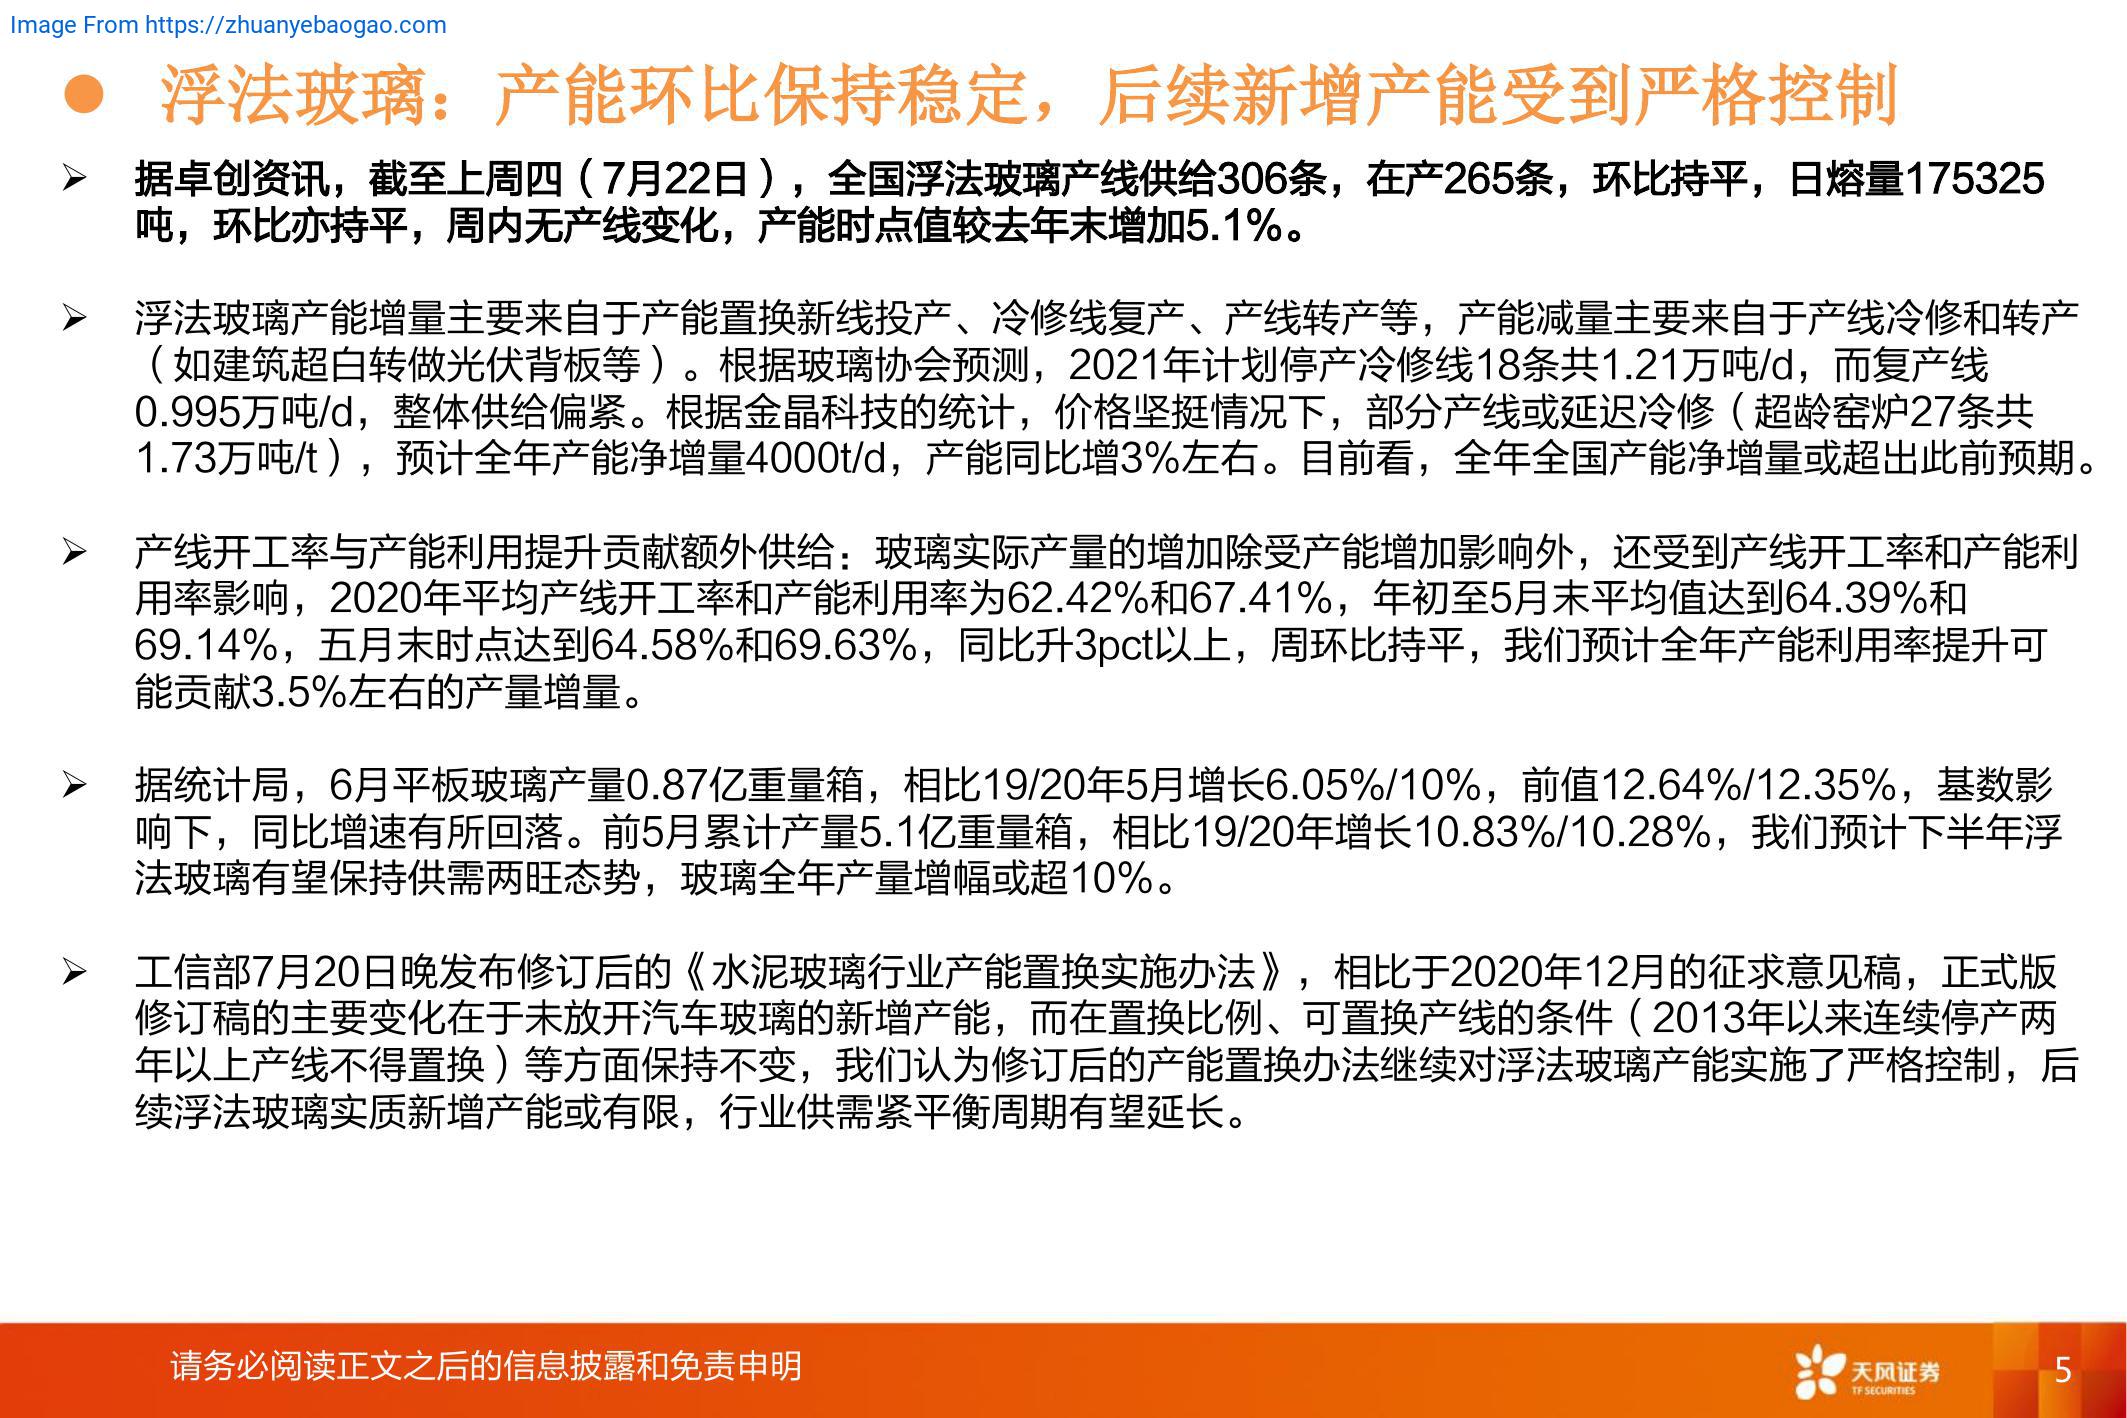 Image From https://zhuanyebaogao.com
● 浮法玻璃：产能环比保持稳定，后续新增产能受到严格控制
➢ 据卓创资讯，截至上周四（7月22日），全国浮法玻璃产线供给306条，在产265条，环比持平，日熔量175325
吨，环比亦持平，周内无产线变化，产能时点值较去年末增加5.1%。
➢ 浮法玻璃产能增量主要来自于产能置换新线投产、冷修线复产、产线转产等，产能减量主要来自于产线冷修和转产
（如建筑超白转做光伏背板等）。根据玻璃协会预测，2021年计划停产冷修线18条共1.21万吨/d，而复产线
0.995万吨/d，整体供给偏紧。根据金晶科技的统计，价格坚挺情况下，部分产线或延迟冷修（超龄窑炉27条共
1.73万吨/t），预计全年产能净增量4000t/d，产能同比增3%左右。目前看，全年全国产能净增量或超出此前预期。
➢ 产线开工率与产能利用提升贡献额外供给：玻璃实际产量的增加除受产能增加影响外，还受到产线开工率和产能利
用率影响，2020年平均产线开工率和产能利用率为62.42%和67.41%，年初至5月末平均值达到64.39%和
69.14%，五月末时点达到64.58%和69.63%，同比升3pct以上，周环比持平，我们预计全年产能利用率提升可
能贡献3.5%左右的产量增量。
➢ 据统计局，6月平板玻璃产量0.87亿重量箱，相比19/20年5月增长6.05%/10%，前值12.64%/12.35%，基数影
响下，同比增速有所回落。前5月累计产量5.1亿重量箱，相比19/20年增长10.83%/10.28%，我们预计下半年浮
法玻璃有望保持供需两旺态势，玻璃全年产量增幅或超10%。
➢ 工信部7月20日晚发布修订后的《水泥玻璃行业产能置换实施办法》，相比于2020年12月的征求意见稿，正式版
修订稿的主要变化在于未放开汽车玻璃的新增产能，而在置换比例、可置换产线的条件（2013年以来连续停产两
年以上产线不得置换）等方面保持不变，我们认为修订后的产能置换办法继续对浮法玻璃产能实施了严格控制，后
续浮法玻璃实质新增产能或有限，行业供需紧平衡周期有望延长。
请务必阅读正文之后的信息披露和免责申明
天风证券
TF SECURITIES
5